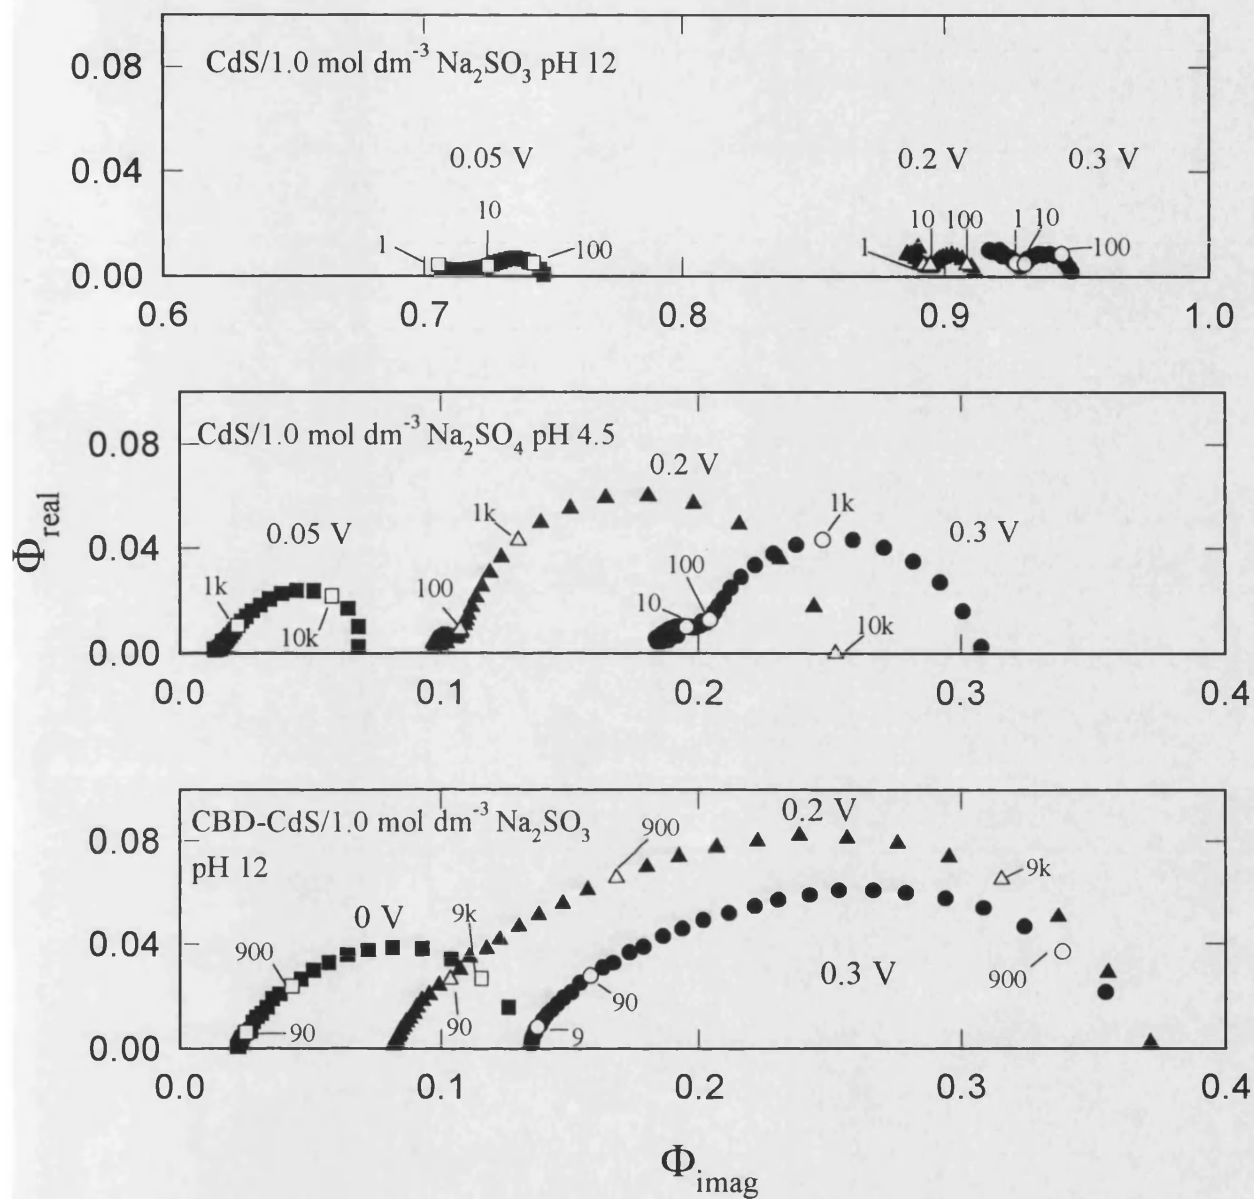 0.08
CdS/1.0 mol dm⁻³ Na₂SO₃ pH 12
0.05 V
0.2 V
0.3 V
0.04
1
10
100
1
10
100
1
10
100
0.00
0.6
0.7
0.8
0.9
1.0
0.08
CdS/1.0 mol dm⁻³ Na₂SO₄ pH 4.5
0.2 V
1k
1k
0.05 V
0.3 V
0.04
Φreal
1k
10k
100
10
100
10k
0.00
0.0
0.1
0.2
0.3
0.4
CBD-CdS/1.0 mol dm⁻³ Na₂SO₃
pH 12
0.2 V
0.08
900
9k
0 V
9k
0.04
900
0.3 V
900
90
90
90
9
0.00
0.0
0.1
0.2
0.3
0.4
Φimag